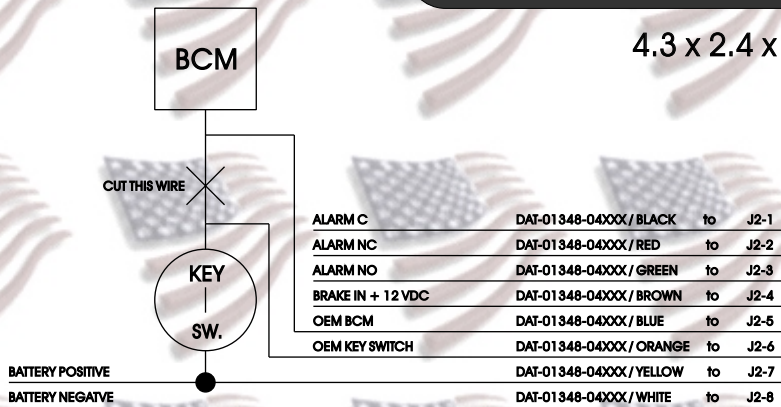 BCM
4.3 x 2.4 x
CUT THIS WIRE
KEY
SW.
ALARM C DAT-01348-04XXX / BLACK to J2-1
ALARM NC DAT-01348-04XXX / RED to J2-2
ALARM NO DAT-01348-04XXX / GREEN to J2-3
BRAKE IN + 12 VDC DAT-01348-04XXX / BROWN to J2-4
OEM BCM DAT-01348-04XXX / BLUE to J2-5
OEM KEY SWITCH DAT-01348-04XXX / ORANGE to J2-6
BATTERY POSITIVE DAT-01348-04XXX / YELLOW to J2-7
BATTERY NEGATVE DAT-01348-04XXX / WHITE to J2-8